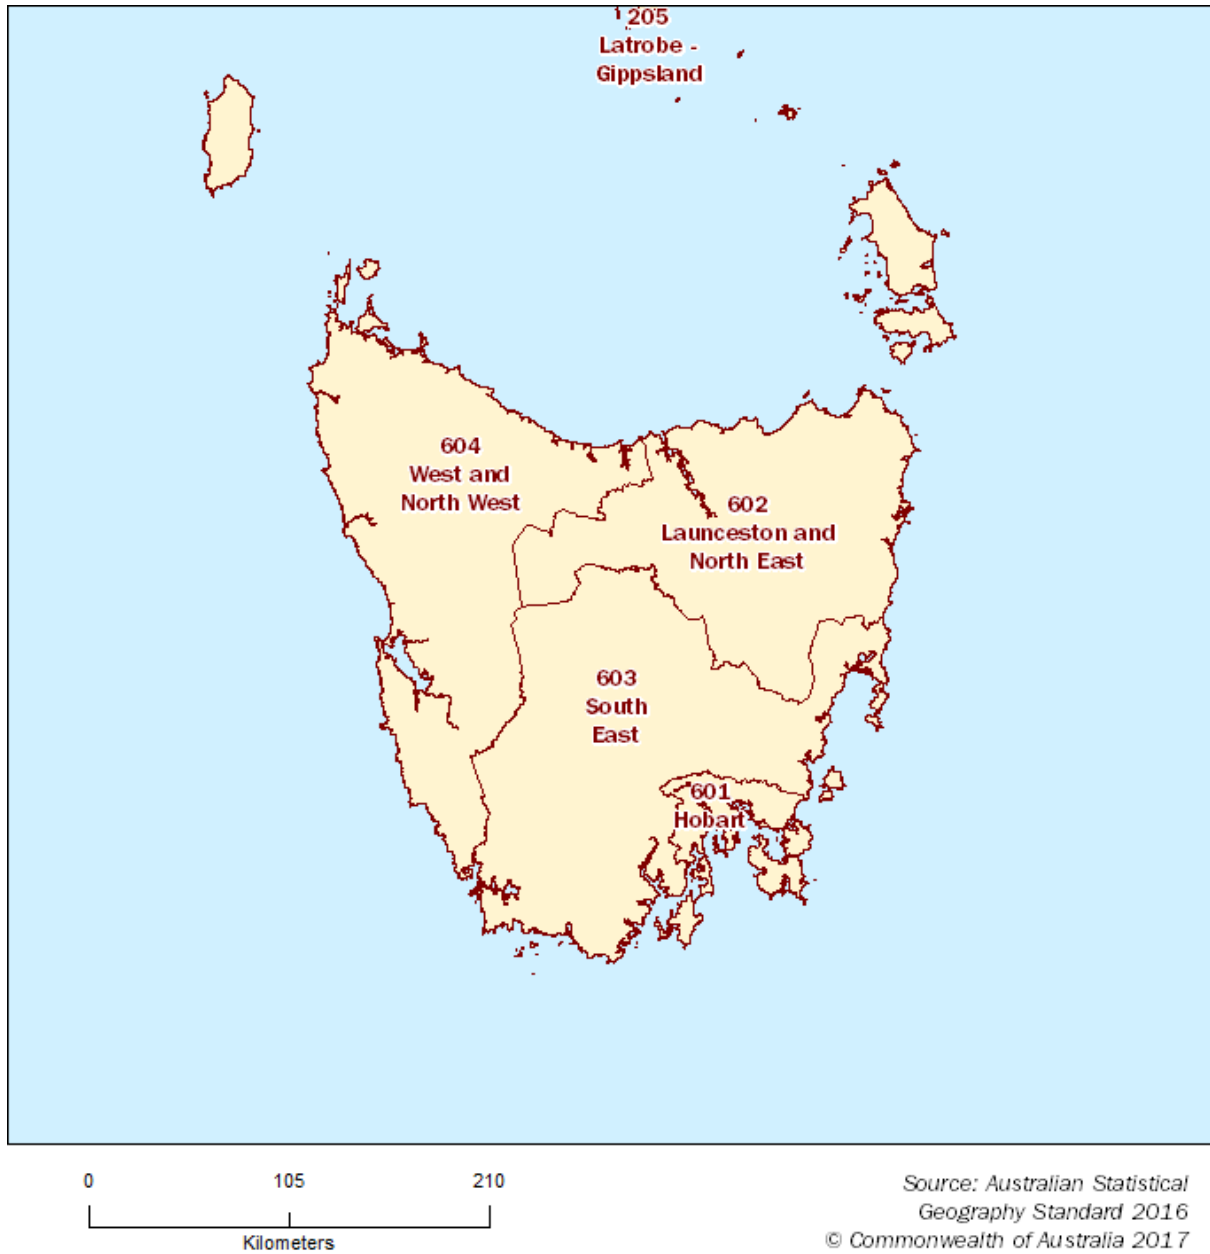 205
Latrobe -
Gippsland
604
West and
North West
602
Launceston and
North East
603
South
East
601
Hobart
0 105 210
Kilometers
Source: Australian Statistical
Geography Standard 2016
© Commonwealth of Australia 2017